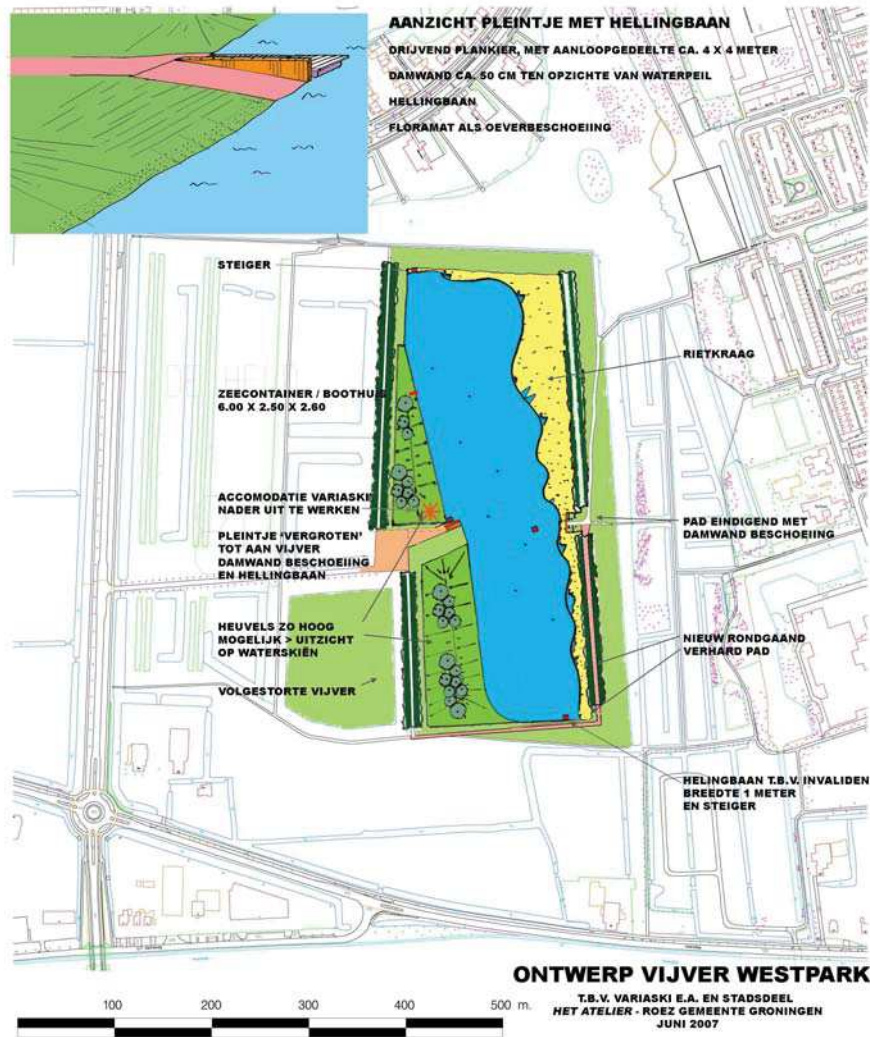 AANZICHT PLEINTJE MET HELLINGBAAN
DRIJVEND PLANKIER, MET AANLOOPGEDEELTE CA. 4 X 4 METER
DAMWAND CA. 50 CM TEN OPZICHTE VAN WATERPEIL
HELLINGBAAN
FLORAMAT ALS OEVERBESCHOEIING
STEIGER
RIETKRAAG
ZEECONTAINER / BOOTHUIS
6.00 X 2.50 X 2.60
ACCOMODATIE VARIASKI
NADER UIT TE WERKEN
PLEINTJE 'VERGROTEN'
TOT AAN VIJVER
DAMWAND BESCHOEIING
EN HELLINGBAAN
PAD EINDIGEND MET
DAMWAND BESCHOEIING
HEUVELS ZO HOOG
MOGELIJK > UITZICHT
OP WATERSKIËN
NIEUW RONDGAAND
VERHARD PAD
VOLGESTORTE VIJVER
HELINGBAAN T.B.V. INVALIDEN
BREEDTE 1 METER
EN STEIGER
ONTWERP VIJVER WESTPARK
T.B.V. VARIASKI E.A. EN STADSDEEL
HET ATELIER - ROEZ GEMEENTE GRONINGEN
JUNI 2007
100 200 300 400 500 m.